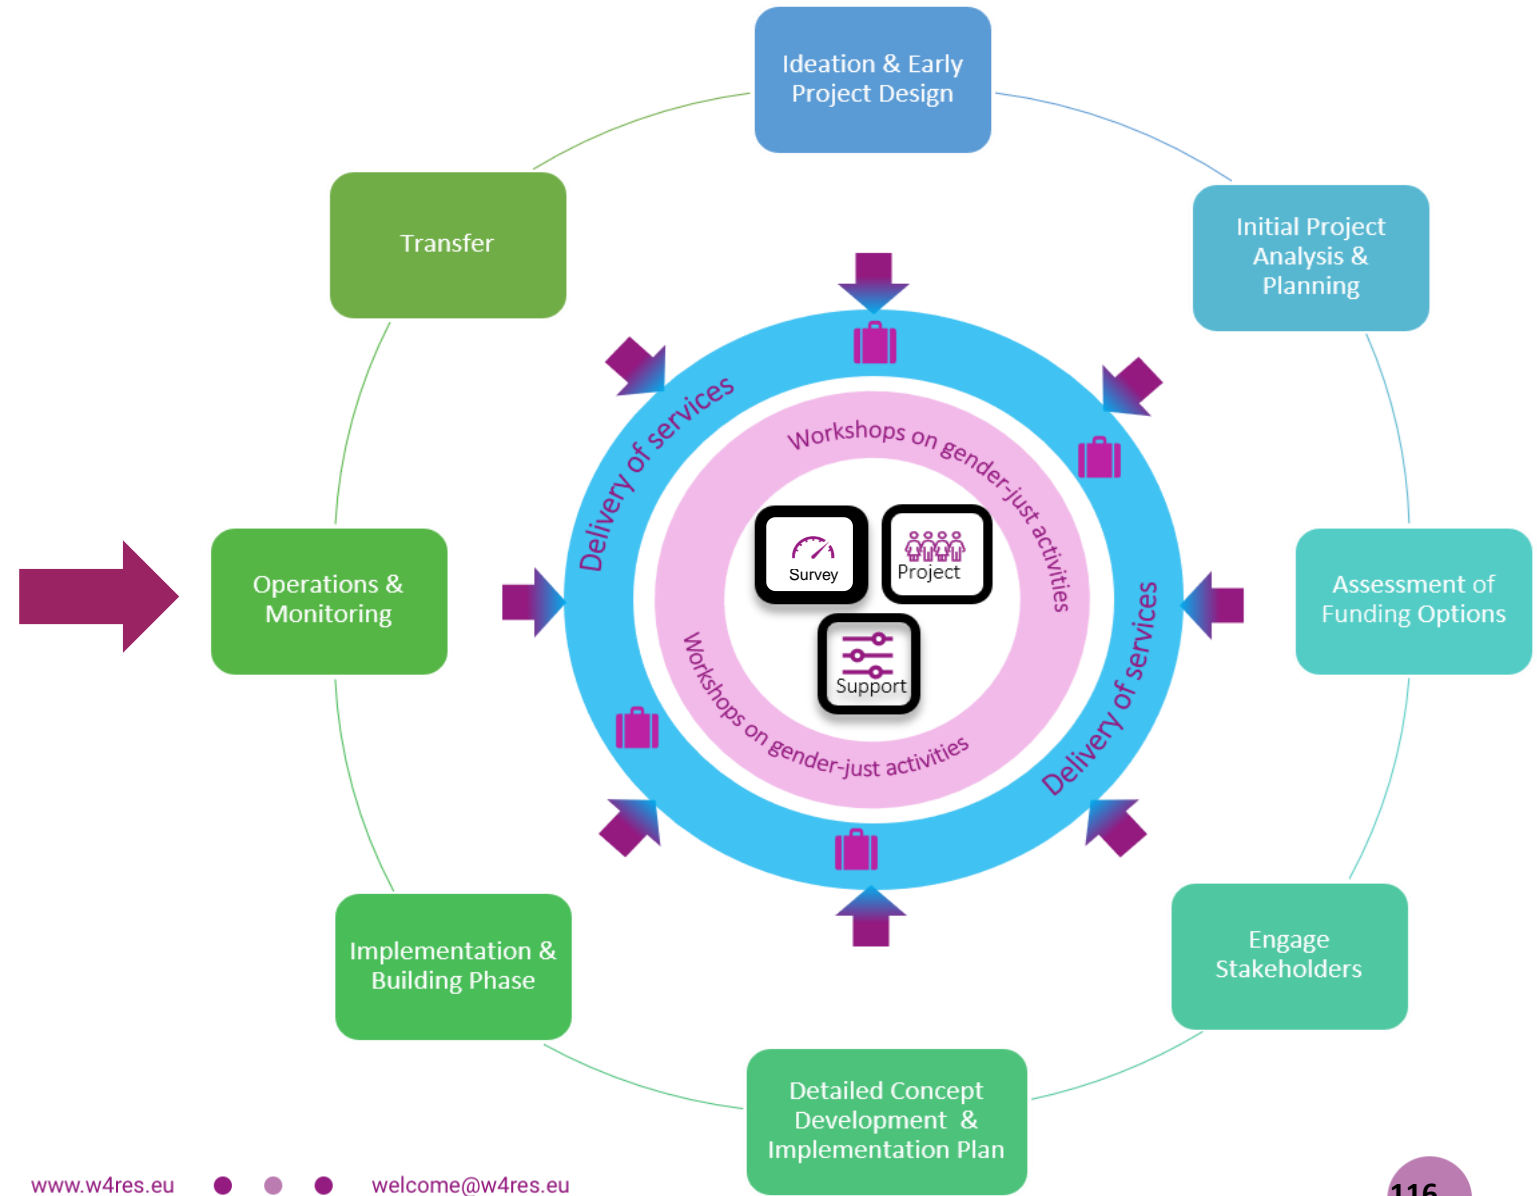 Ideation & Early
Project Design
Initial Project
Analysis &
Planning
Transfer
Delivery of services
Workshops on gender-just activities
Survey
Project
Support
Operations &
Monitoring
Assessment of
Funding Options
Workshops on gender-just activities
Delivery of services
Implementation &
Building Phase
Engage
Stakeholders
Detailed Concept
Development &
Implementation Plan
www.w4res.eu
welcome@w4res.eu
116